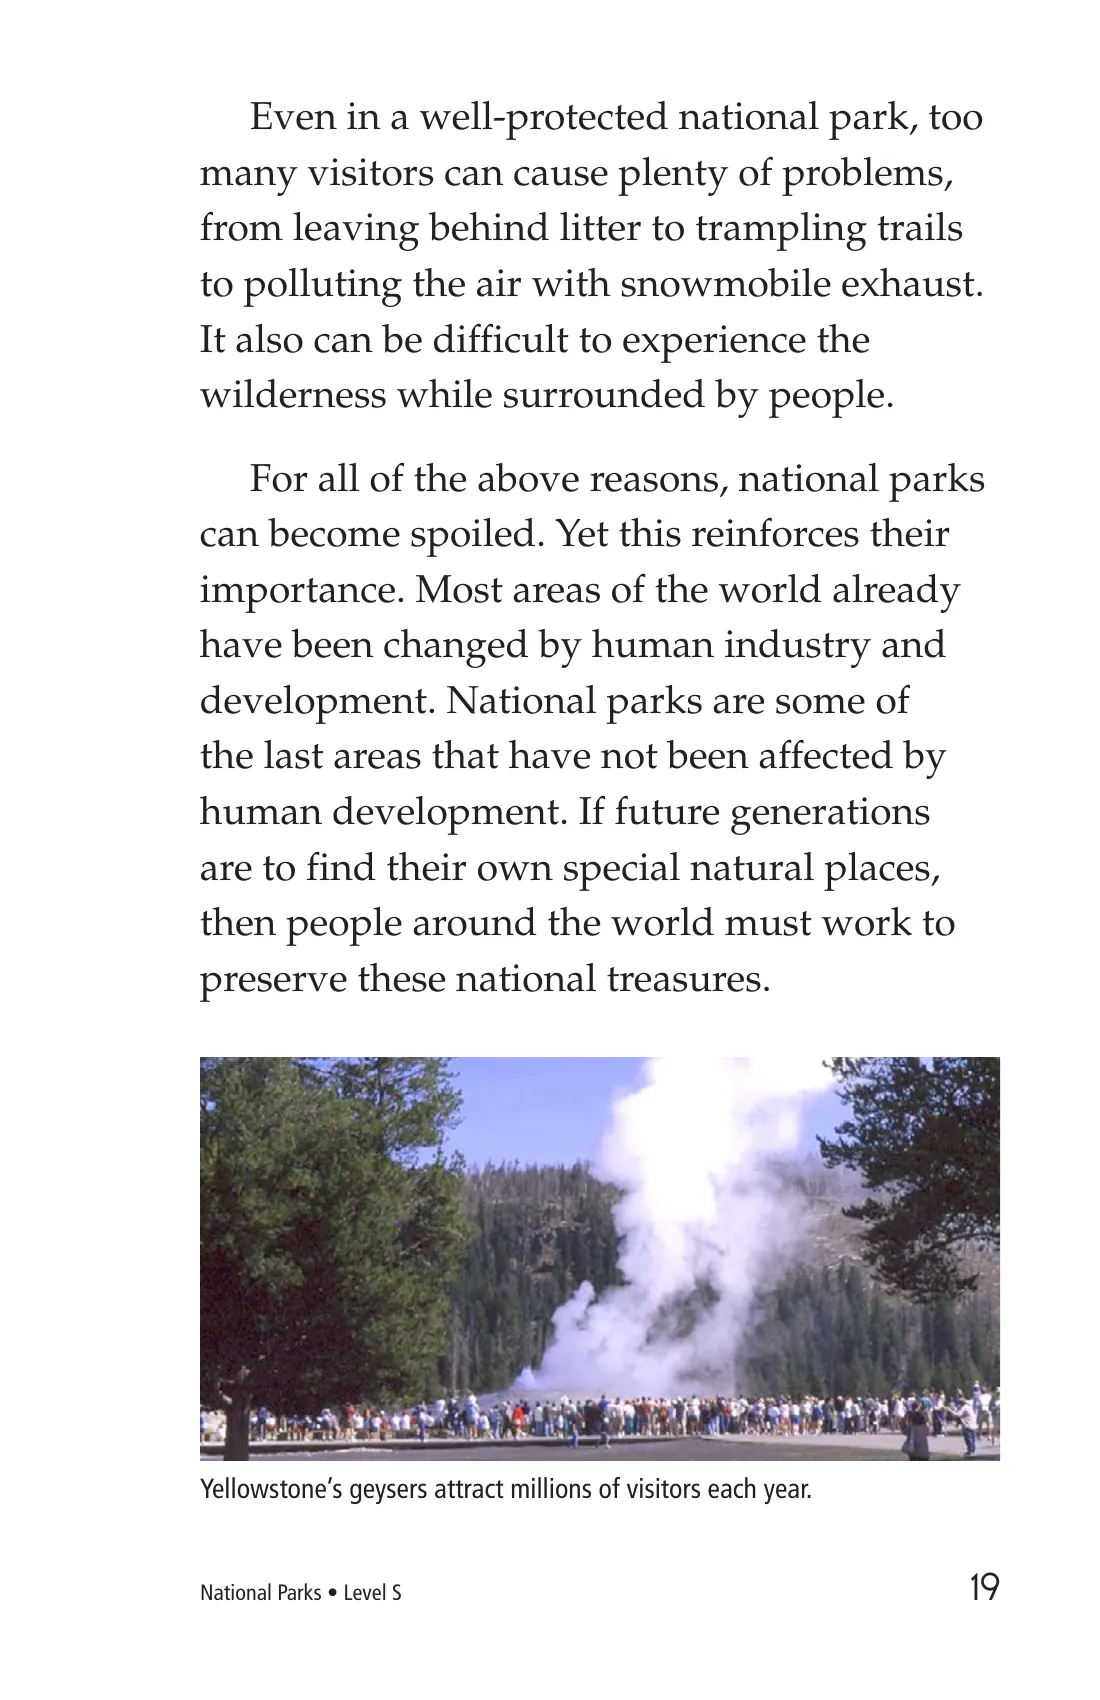 Even in a well-protected national park, too
many visitors can cause plenty of problems,
from leaving behind litter to trampling trails
to polluting the air with snowmobile exhaust.
It also can be difficult to experience the
wilderness while surrounded by people.
For all of the above reasons, national parks
can become spoiled. Yet this reinforces their
importance. Most areas of the world already
have been changed by human industry and
development. National parks are some of
the last areas that have not been affected by
human development. If future generations
are to find their own special natural places,
then people around the world must work to
preserve these national treasures.
Yellowstone's geysers attract millions of visitors each year.
National Parks • Level S
19